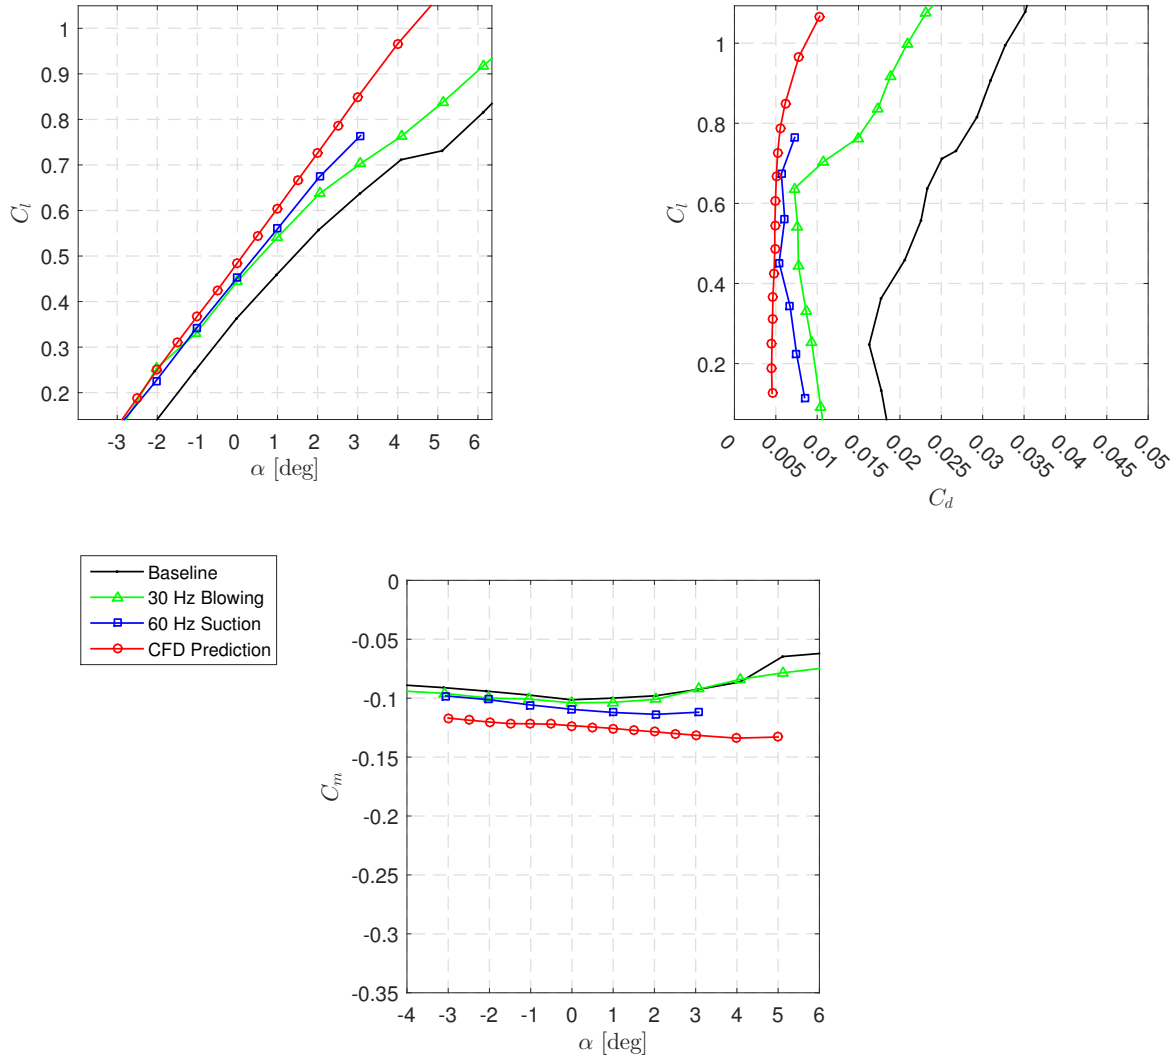 1
0.9
0.8
0.7
0.6
0.5
0.4
0.3
0.2
C_l
-3 -2 -1 0 1 2 3 4 5 6
α [deg]
1
0.8
0.6
0.4
0.2
C_l
0 0.005 0.01 0.015 0.02 0.025 0.03 0.035 0.04 0.045 0.05
C_d
Baseline
30 Hz Blowing
60 Hz Suction
CFD Prediction
0
-0.05
-0.1
-0.15
-0.2
-0.25
-0.3
-0.35
C_m
-4 -3 -2 -1 0 1 2 3 4 5 6
α [deg]